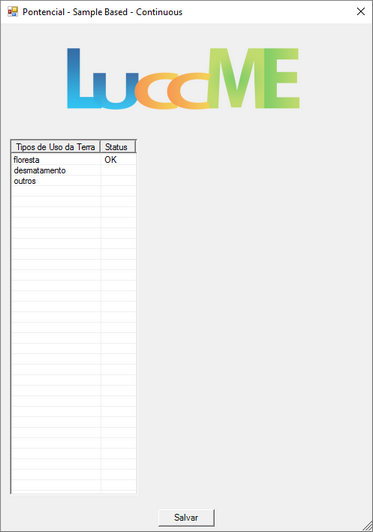 Pontencial - Sample Based - Continuous
LuccME
Tipos de Uso da Terra Status
floresta OK
desmatamento
outros
Salvar